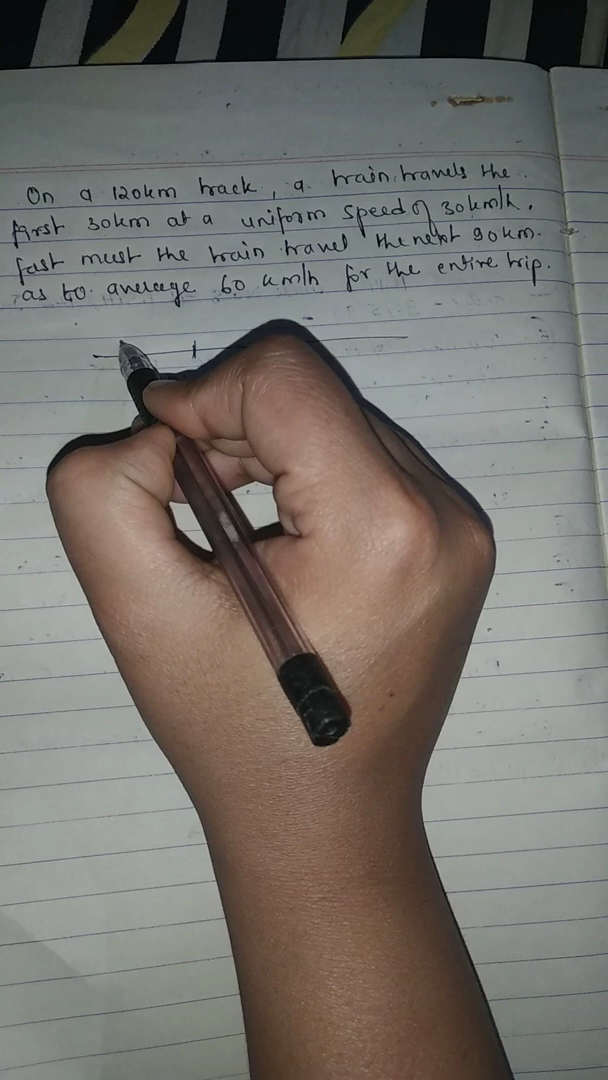 On a 120km track, a train travels the
first 30km at a uniform speed of 30km/h.
fast must the train travel the next 90km.
as to average 60 km/h for the entire trip.